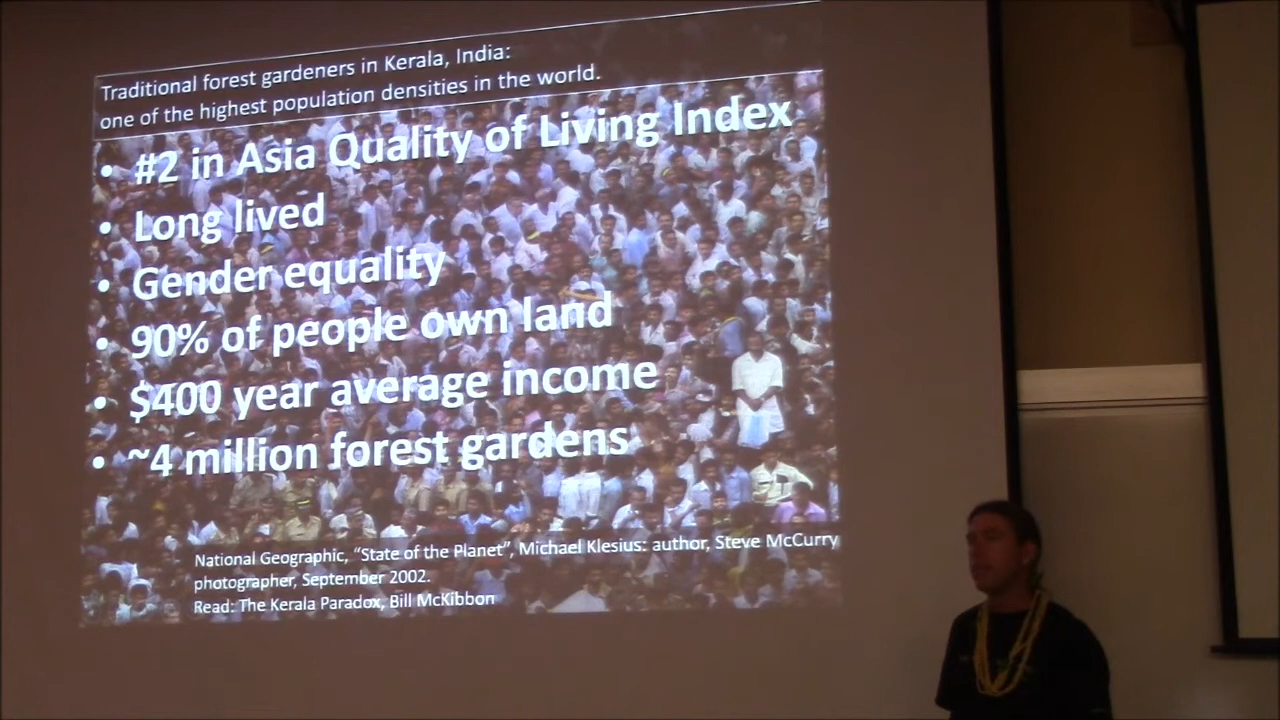 Traditional forest gardeners in Kerala, India:
one of the highest population densities in the world.
• #2 in Asia Quality of Living Index
• Long lived
• Gender equality
• 90% of people own land
• $400 year average income
• ~4 million forest gardens
National Geographic, “State of the Planet”, Michael Klesius: author, Steve McCurry
photographer, September 2002.
Read: The Kerala Paradox, Bill McKibbon